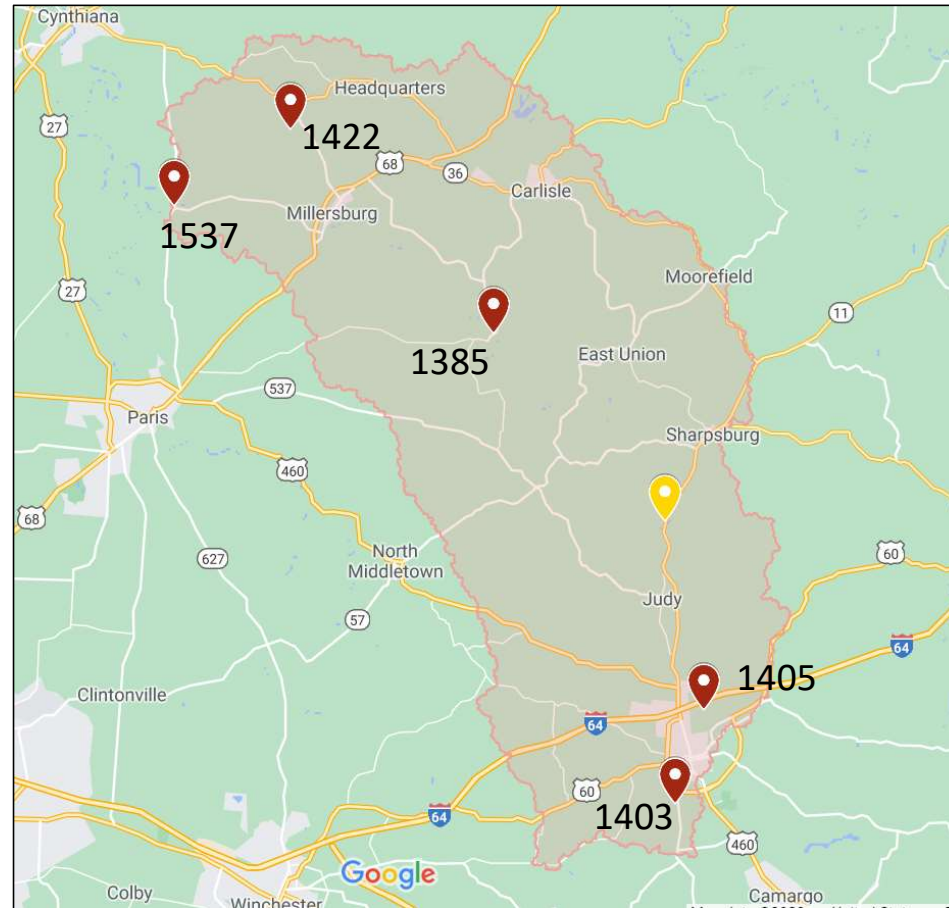 Cynthiana
Headquarters
27
1422
68
36
Carlisle
Millersburg
1537
Moorefield
27
11
1385
East Union
537
Paris
Sharpsburg
460
68
60
627
North
Middletown
Judy
57
64
1405
Clintonville
64
60
1403
64
460
Google
Colby
Winchester
Camargo